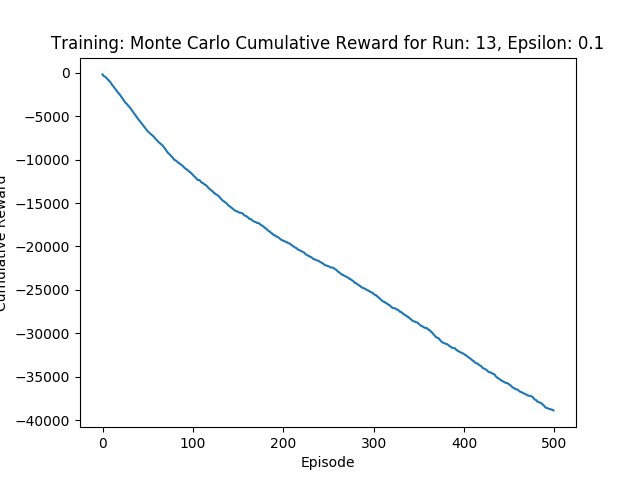 Training: Monte Carlo Cumulative Reward for Run: 13, Epsilon: 0.1
0
−5000
−10000
−15000
−20000
−25000
−30000
−35000
−40000
Cumulative Reward
0 100 200 300 400 500
Episode